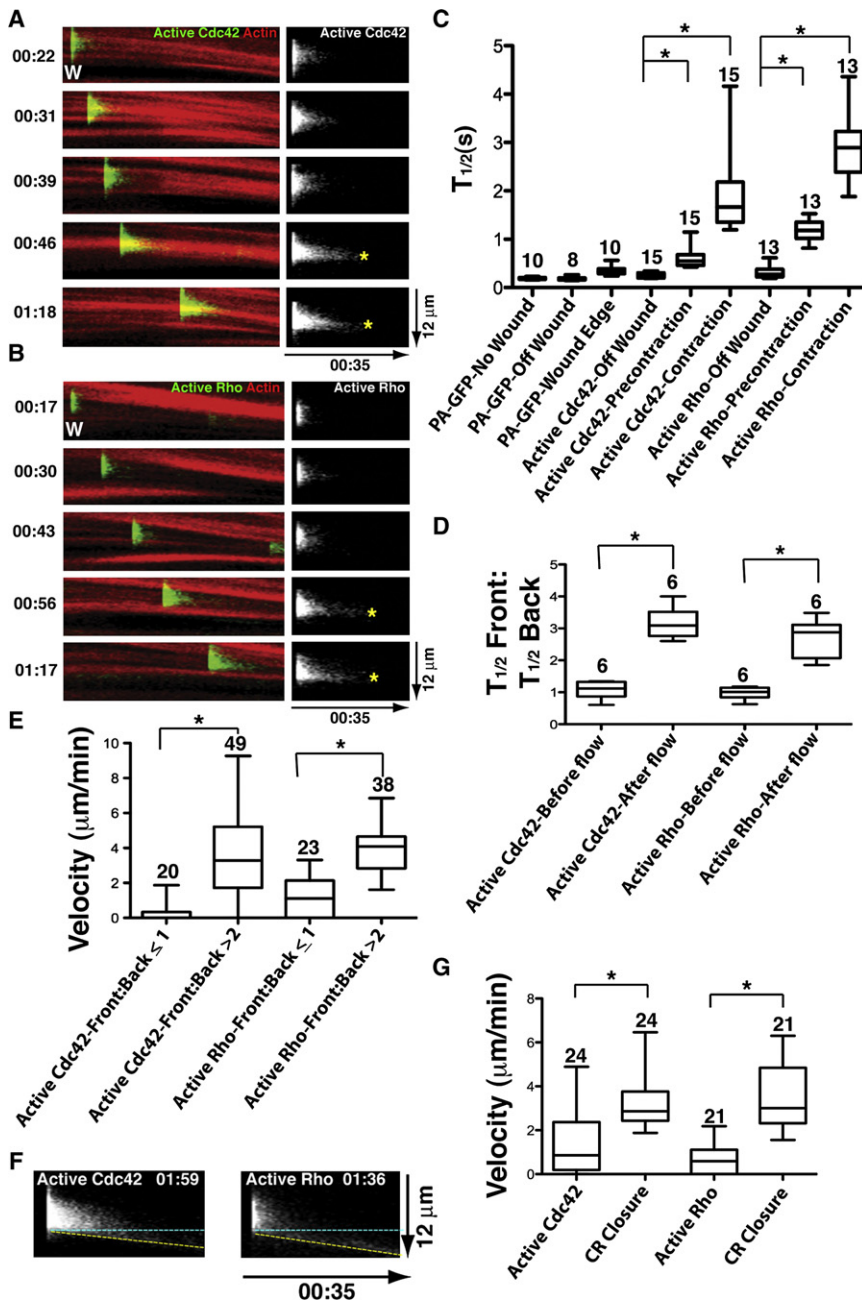 A
Active Cdc42 Actin
Active Cdc42
00:22
W
00:31
00:39
00:46
*
01:18
*
12 μm
00:35
B
Active Rho Actin
Active Rho
00:17
W
00:30
00:43
00:56
*
01:17
*
12 μm
00:35
C
T1/2(s)
5
4
3
2
1
0
* *
* *
10 8 10 15 15 15 13 13 13
PA-GFP-No Wound
PA-GFP-Off Wound
PA-GFP-Wound Edge
Active Cdc42-Off Wound
Active Cdc42-Precontraction
Active Cdc42-Contraction
Active Rho-Off Wound
Active Rho-Precontraction
Active Rho-Contraction
D
T1/2 Front:
T1/2 Back
5
4
3
2
1
0
* *
6 6 6 6
Active Cdc42-Before flow
Active Cdc42-After flow
Active Rho-Before flow
Active Rho-After flow
E
Velocity (μm/min)
10
8
6
4
2
0
* *
20 49 23 38
Active Cdc42-Front:Back ≤ 1
Active Cdc42-Front:Back >2
Active Rho-Front:Back ≤1
Active Rho-Front:Back >2
F
Active Cdc42 01:59
Active Rho 01:36
12 μm
00:35
G
Velocity (μm/min)
8
6
4
2
0
* *
24 24 21 21
Active Cdc42
CR Closure
Active Rho
CR Closure